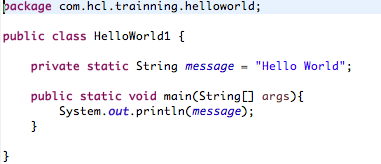 package com.hcl.trainning.helloworld;
public class HelloWorld1 {
private static String message = "Hello World";
public static void main(String[] args){
System.out.println(message);
}
}